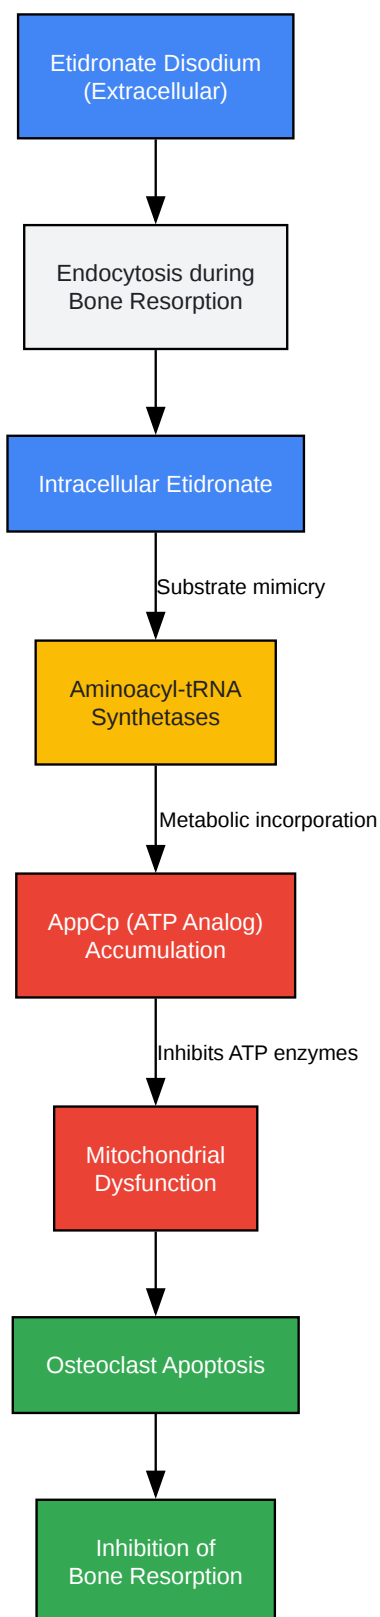 Etidronate Disodium
(Extracellular)
Endocytosis during
Bone Resorption
Intracellular Etidronate
Substrate mimicry
Aminoacyl-tRNA
Synthetases
Metabolic incorporation
AppCp (ATP Analog)
Accumulation
Inhibits ATP enzymes
Mitochondrial
Dysfunction
Osteoclast Apoptosis
Inhibition of
Bone Resorption